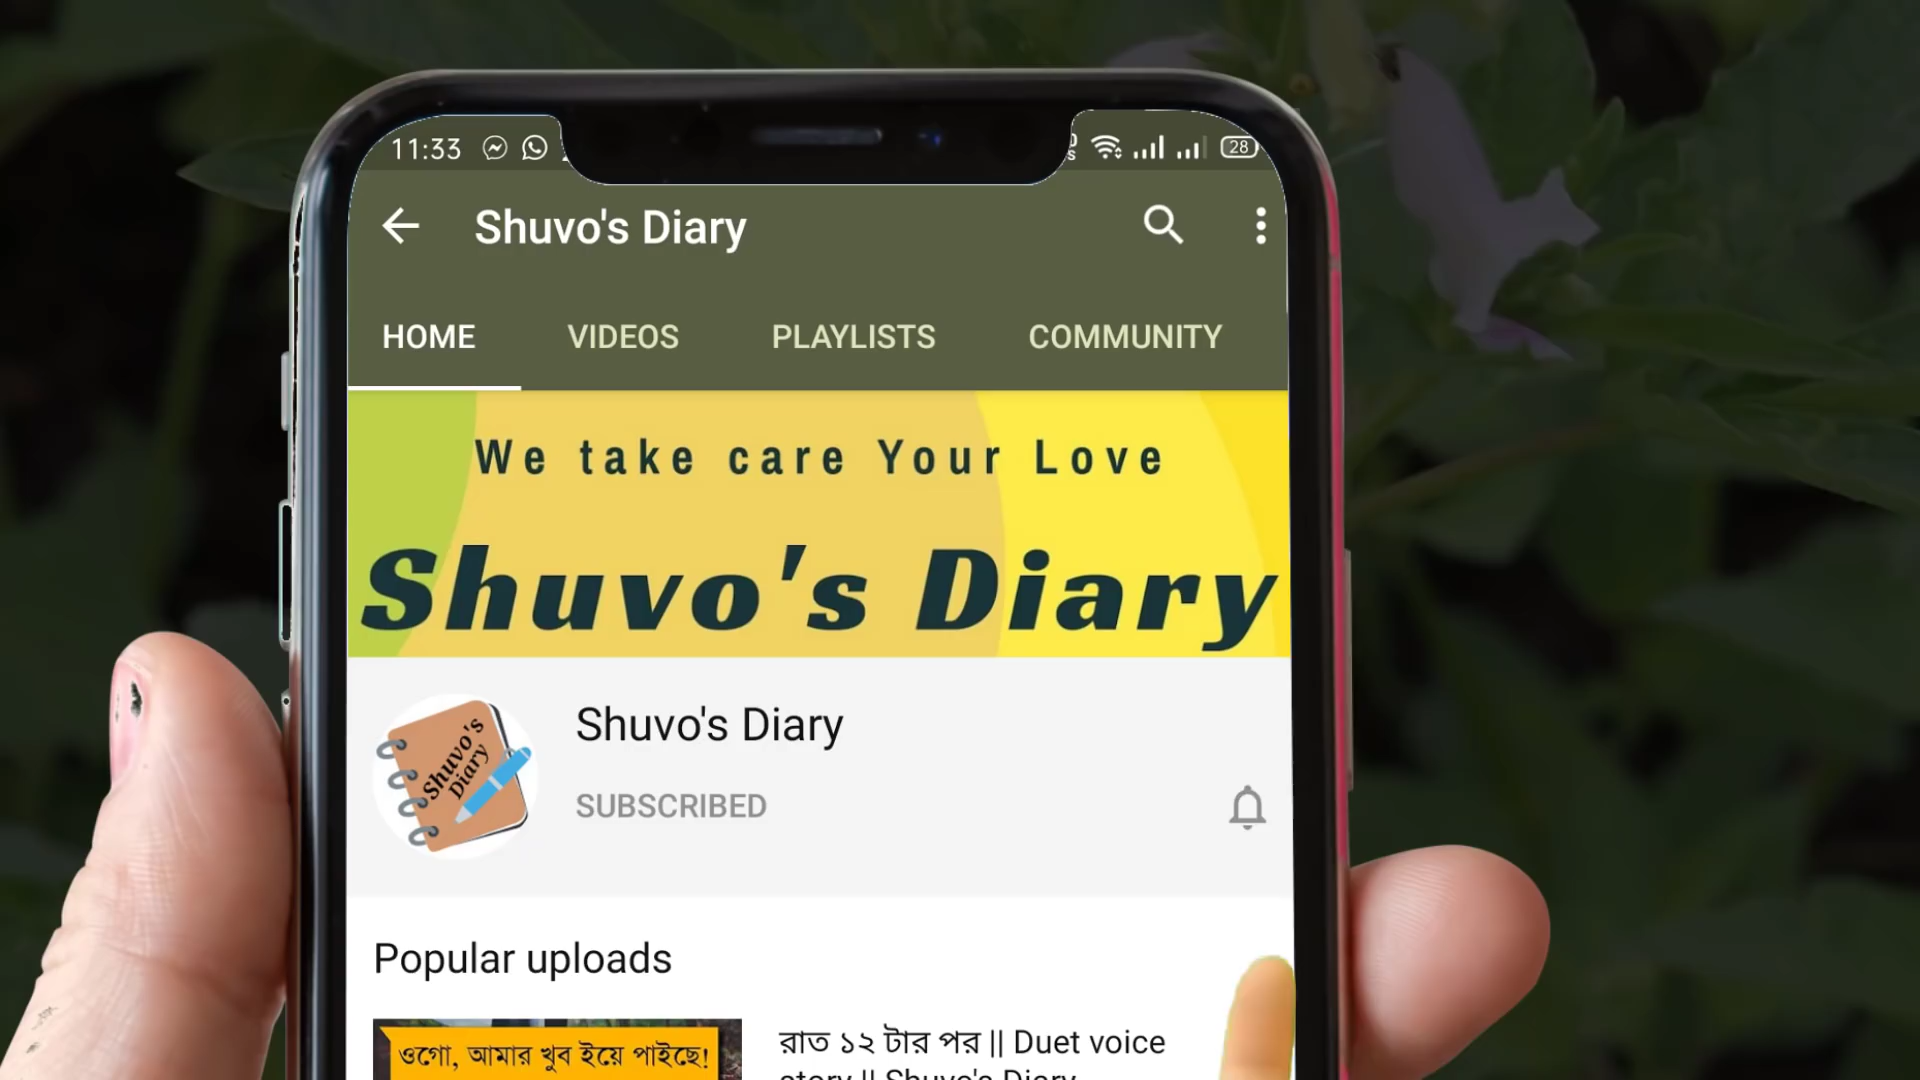 11:33
28
Shuvo's Diary
HOME VIDEOS PLAYLISTS COMMUNITY
We take care Your Love
Shuvo's Diary
Shuvo's
Diary
Shuvo's Diary
SUBSCRIBED
Popular uploads
ওগো, আমার খুব ইয়ে পাইছে!
রাত ১২ টার পর || Duet voice
story || Shuvo's Diary